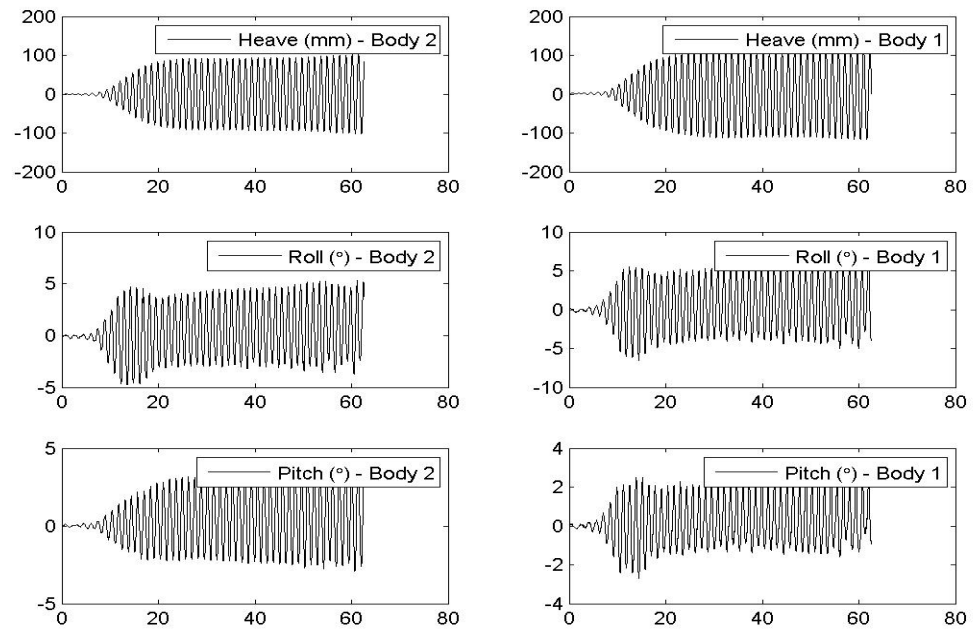 200
100
0
-100
-200
0 20 40 60 80
Heave (mm) - Body 2
200
100
0
-100
-200
0 20 40 60 80
Heave (mm) - Body 1
10
5
0
-5
0 20 40 60 80
Roll (°) - Body 2
10
5
0
-5
-10
0 20 40 60 80
Roll (°) - Body 1
5
0
-5
0 20 40 60 80
Pitch (°) - Body 2
4
2
0
-2
-4
0 20 40 60 80
Pitch (°) - Body 1